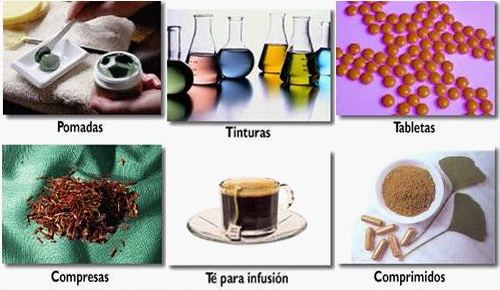 Pomadas
Tinturas
Tabletas
Compresas
Té para infusión
Comprimidos